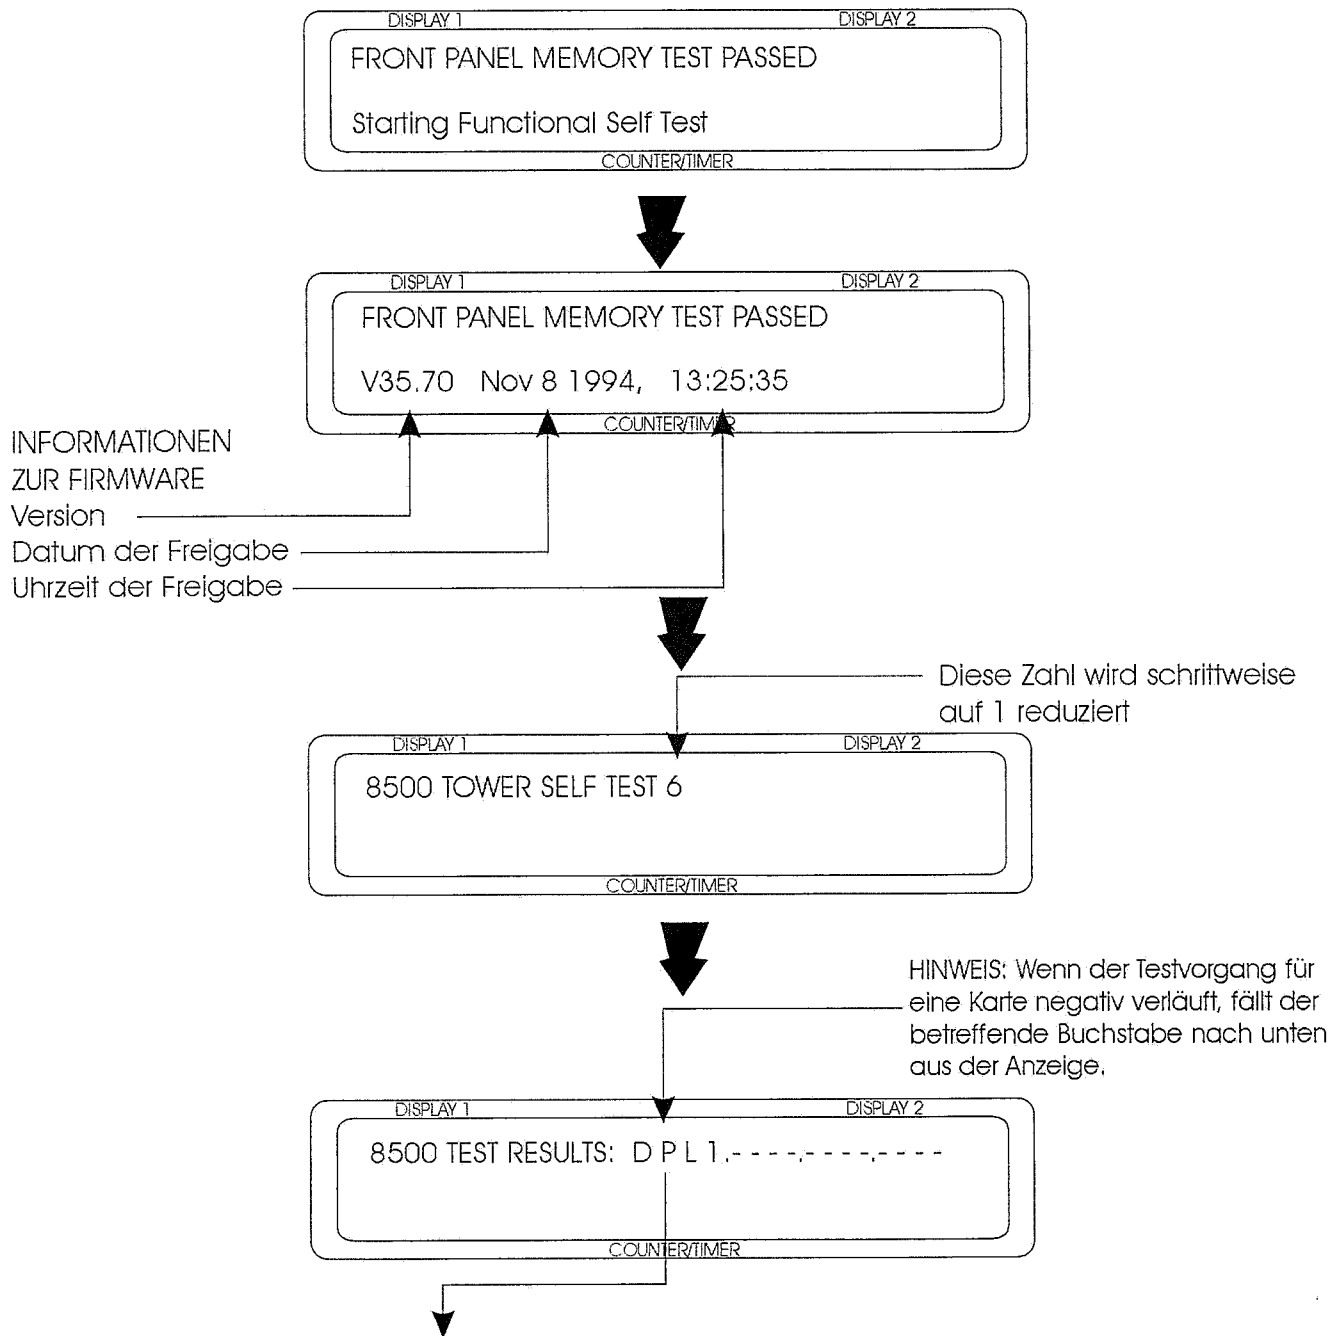 DISPLAY 1 DISPLAY 2
FRONT PANEL MEMORY TEST PASSED
Starting Functional Self Test
COUNTER/TIMER
DISPLAY 1 DISPLAY 2
FRONT PANEL MEMORY TEST PASSED
V35.70 Nov 8 1994, 13:25:35
COUNTER/TIMER
INFORMATIONEN
ZUR FIRMWARE
Version
Datum der Freigabe
Uhrzeit der Freigabe
Diese Zahl wird schrittweise
auf 1 reduziert
DISPLAY 1 DISPLAY 2
8500 TOWER SELF TEST 6
COUNTER/TIMER
HINWEIS: Wenn der Testvorgang für
eine Karte negativ verläuft, fällt der
betreffende Buchstabe nach unten
aus der Anzeige.
DISPLAY 1 DISPLAY 2
8500 TEST RESULTS: D P L 1.- - - -.- - - -.- - - -
COUNTER/TIMER